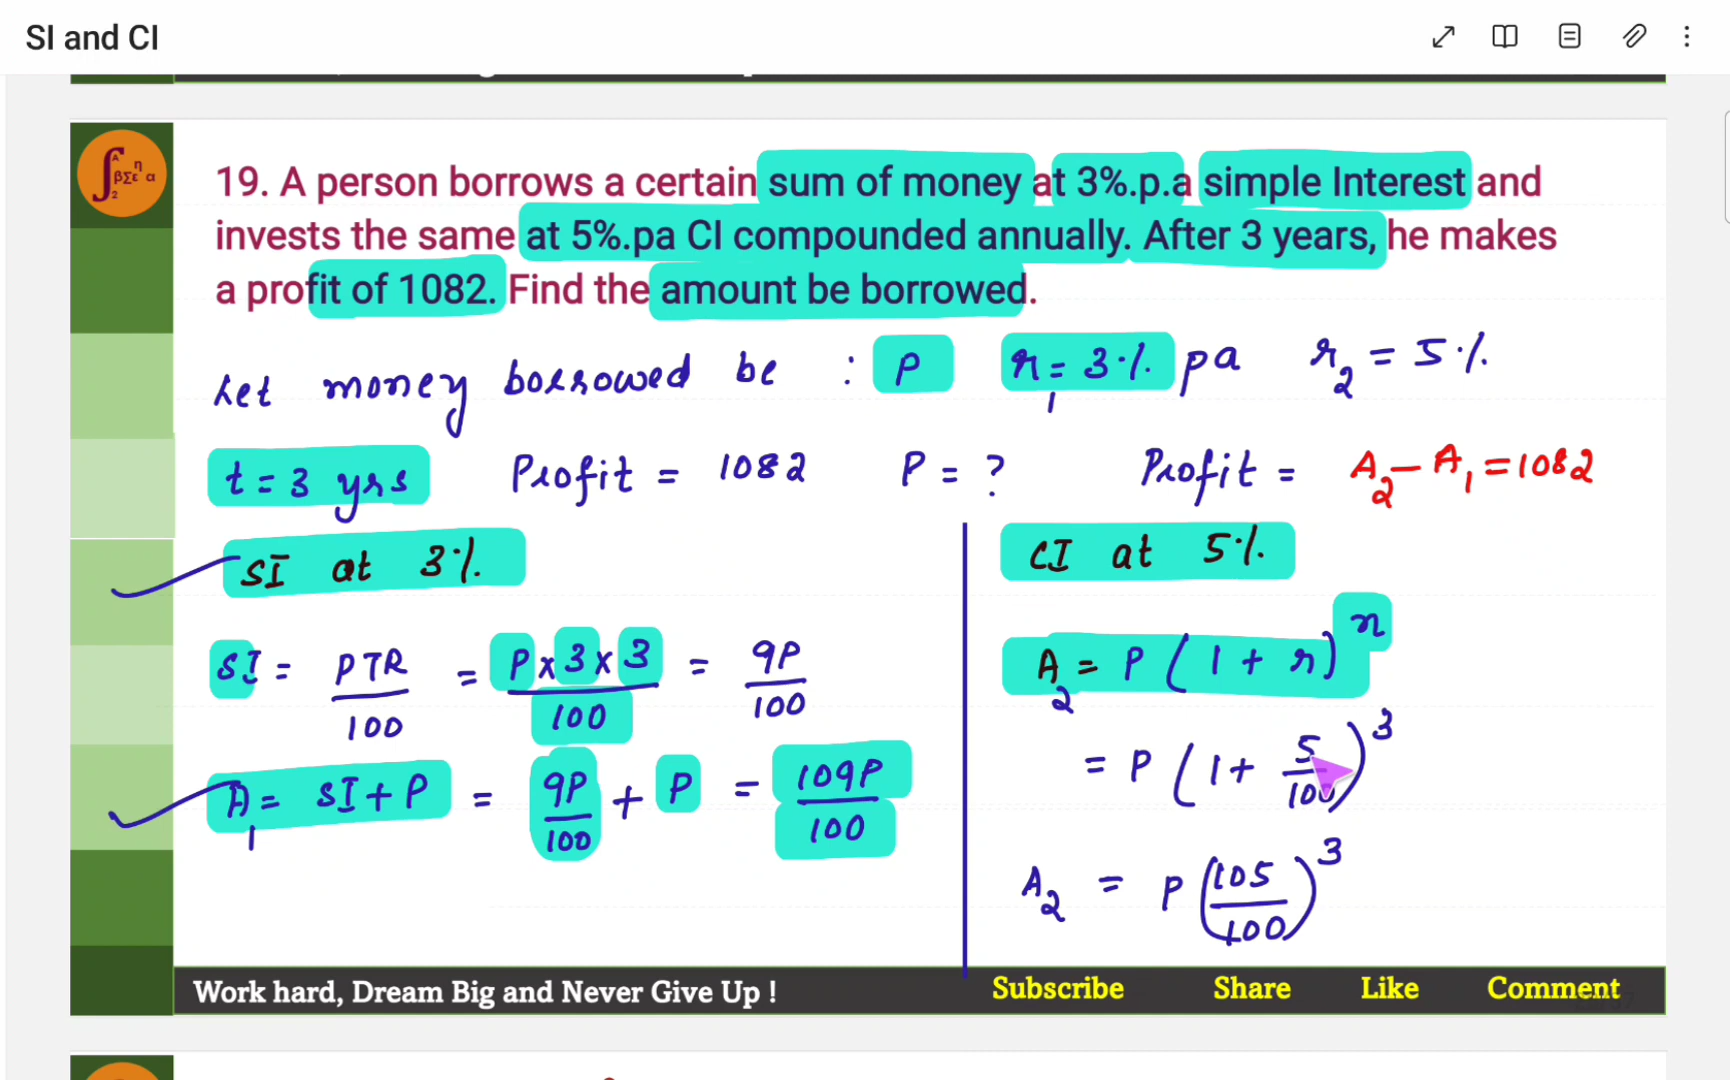 SI and CI
19. A person borrows a certain sum of money at 3%.p.a simple Interest and
invests the same at 5%.pa CI compounded annually. After 3 years, he makes
a profit of 1082. Find the amount be borrowed.
Let money borrowed be : P r₁ = 3% pa r₂ = 5%
t = 3 yrs Profit = 1082 P = ? Profit = A₂ - A₁ = 1082
SI at 3%
SI = PTR/100 = P x 3 x 3/100 = 9P/100
A₁ = SI + P = 9P/100 + P = 109P/100
CI at 5%
A₂ = P (1 + r)ⁿ
= P (1 + 5/100)³
A₂ = P (105/100)³
Work hard, Dream Big and Never Give Up !
Subscribe Share Like Comment